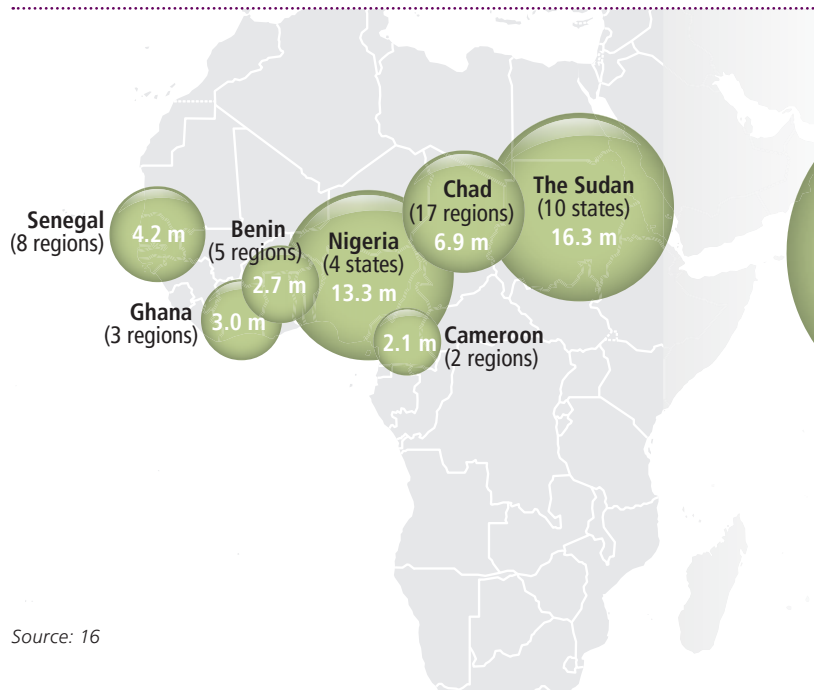 Senegal
(8 regions)
4.2 m
Ghana
(3 regions)
3.0 m
Benin
(5 regions)
2.7 m
Nigeria
(4 states)
13.3 m
Cameroon
(2 regions)
2.1 m
Chad
(17 regions)
6.9 m
The Sudan
(10 states)
16.3 m
Source: 16